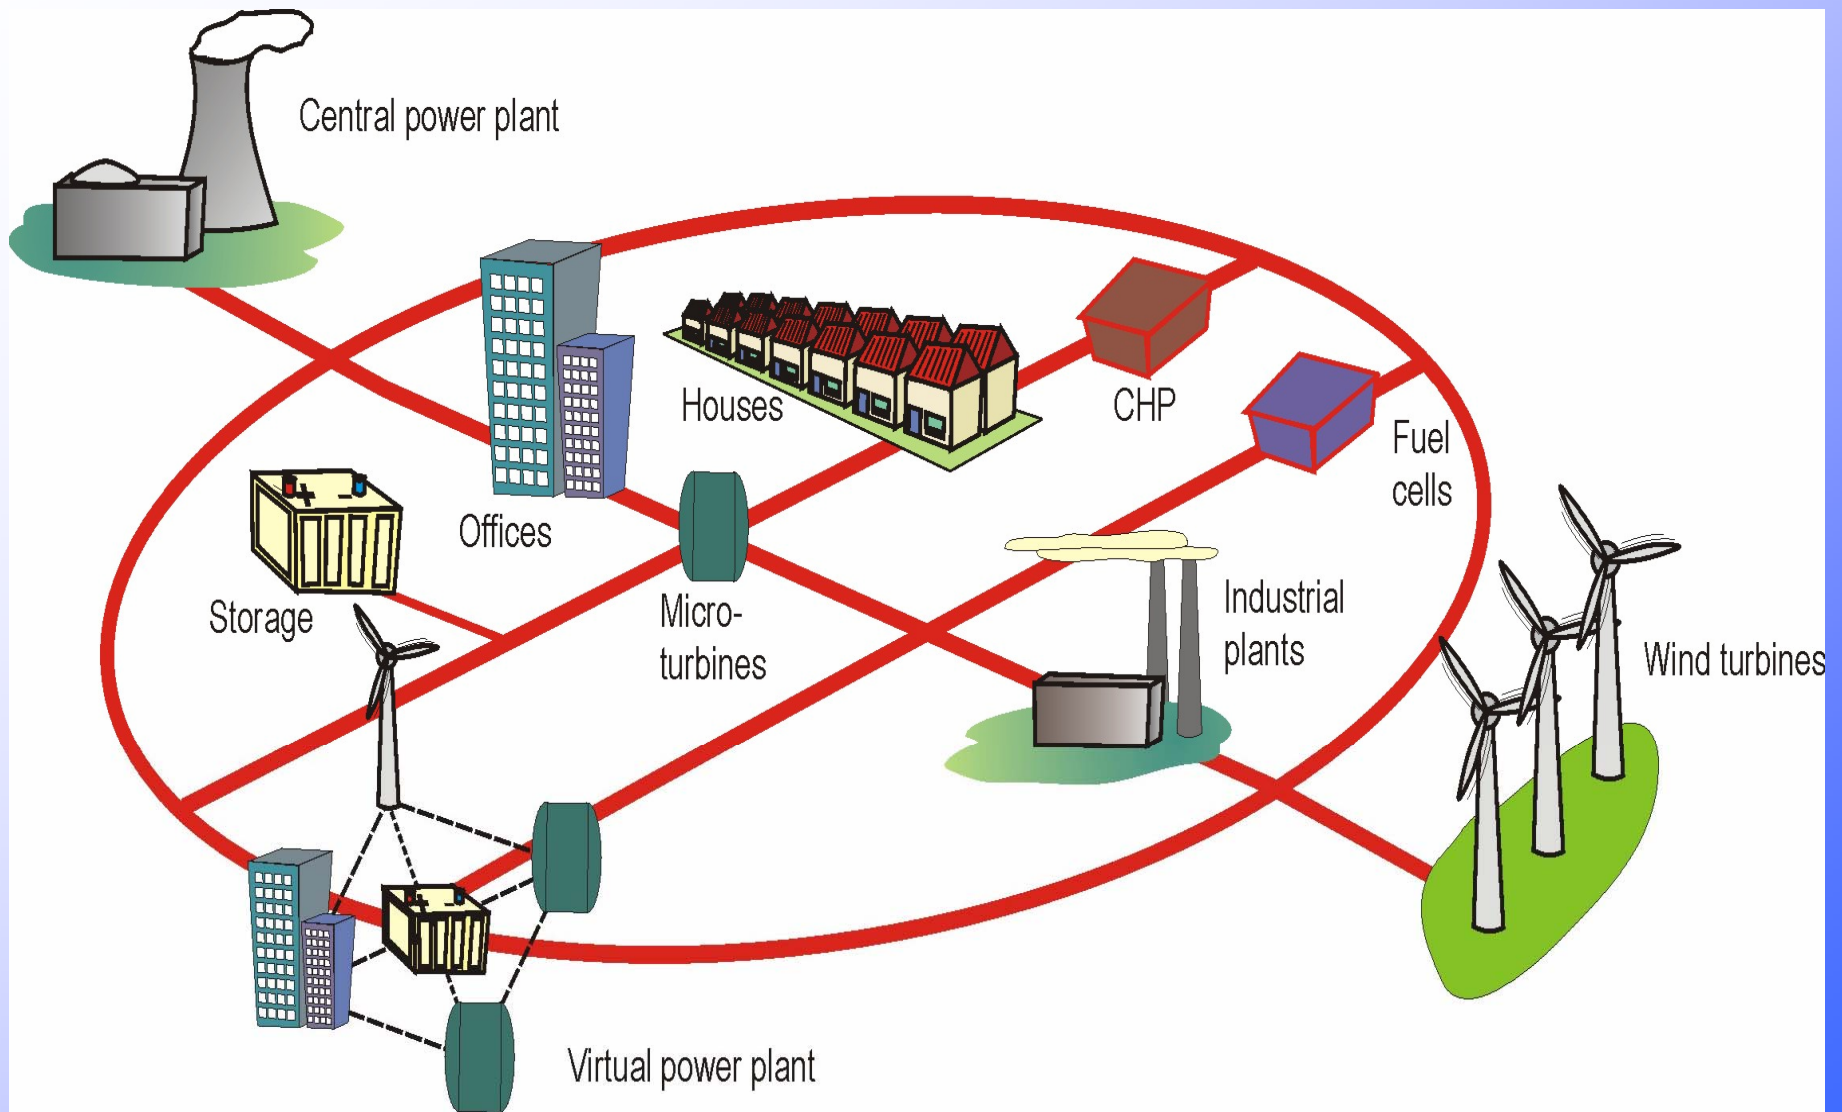 Central power plant
Houses
CHP
Fuel
cells
Offices
Storage
Micro-
turbines
Industrial
plants
Wind turbines
Virtual power plant